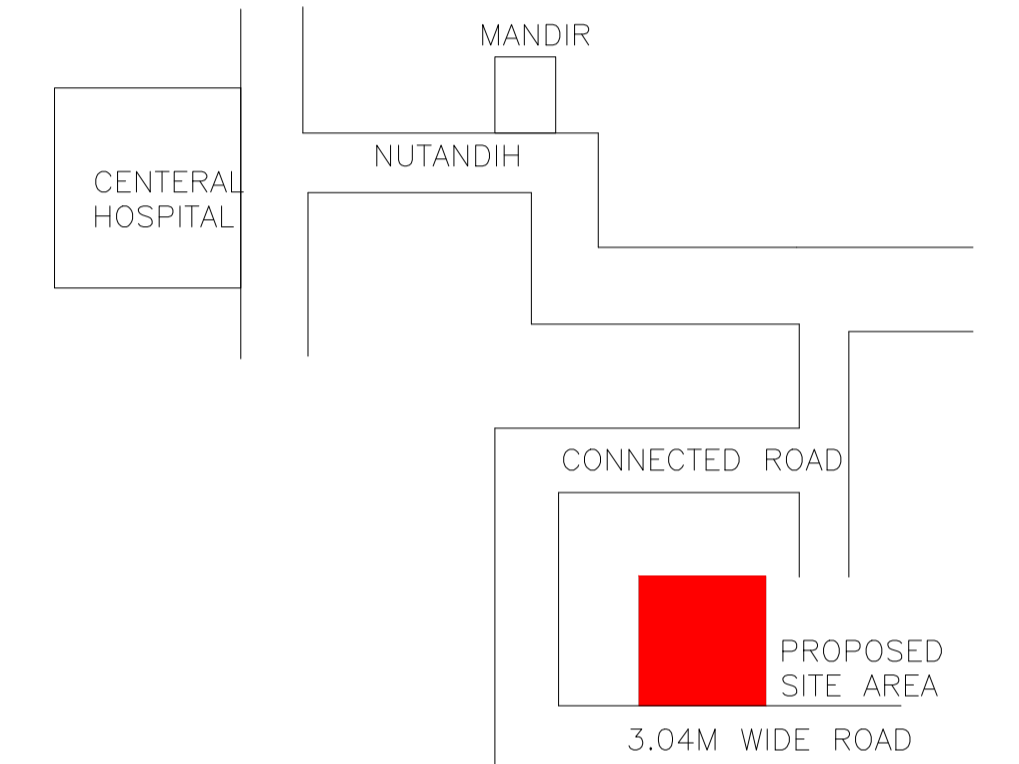 MANDIR
NUTANDIH
CENTERAL
HOSPITAL
CONNECTED ROAD
PROPOSED
SITE AREA
3.04M WIDE ROAD